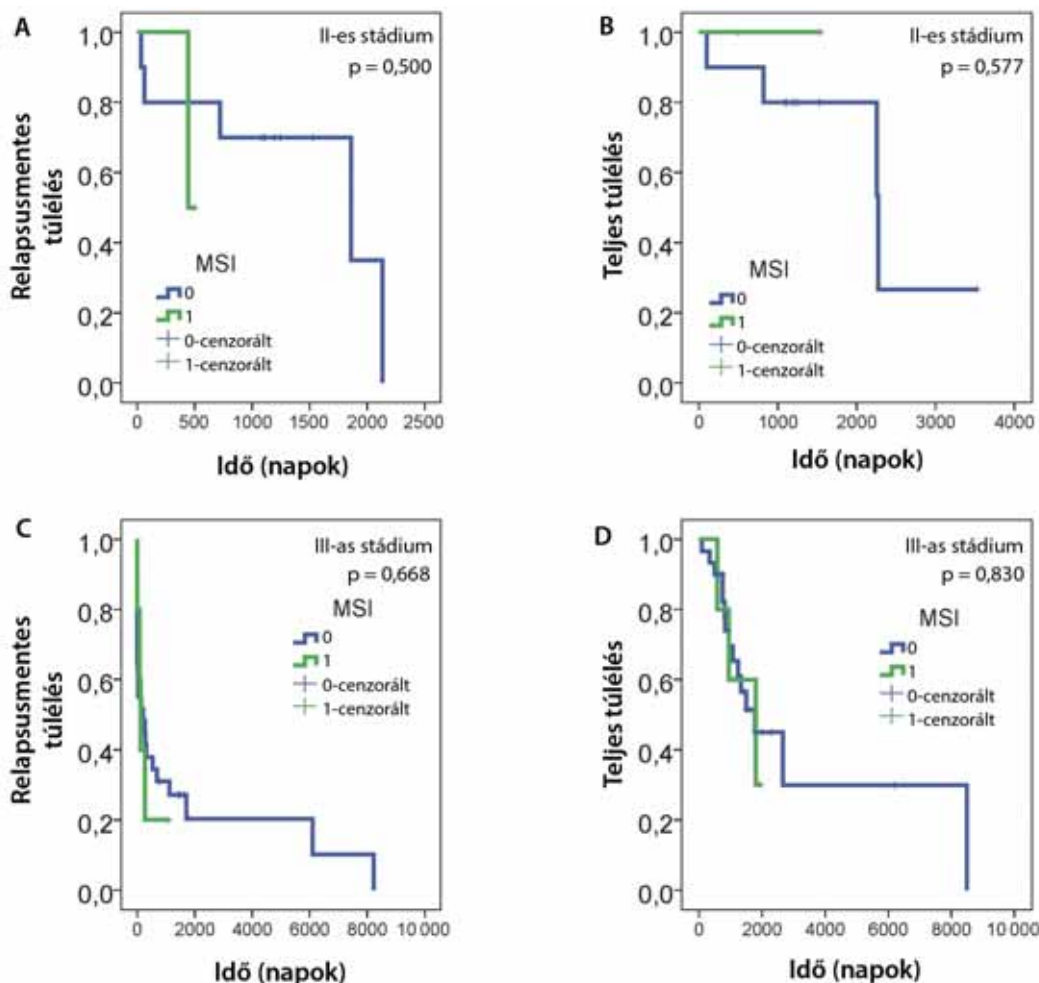 A
II-es stádium
p = 0,500
1,0
0,8
0,6
0,4
0,2
0,0
Relapsusmentes
túlélés
MSI
0
1
0-cenzorált
1-cenzorált
0 500 1000 1500 2000 2500
Idő (napok)
B
II-es stádium
p = 0,577
1,0
0,8
0,6
0,4
0,2
0,0
Teljes túlélés
MSI
0
1
0-cenzorált
1-cenzorált
0 1000 2000 3000 4000
Idő (napok)
C
III-as stádium
p = 0,668
1,0
0,8
0,6
0,4
0,2
0,0
Relapsusmentes
túlélés
MSI
0
1
0-cenzorált
1-cenzorált
0 2000 4000 6000 8000 10 000
Idő (napok)
D
III-as stádium
p = 0,830
1,0
0,8
0,6
0,4
0,2
0,0
Teljes túlélés
MSI
0
1
0-cenzorált
1-cenzorált
0 2000 4000 6000 8000 10 000
Idő (napok)